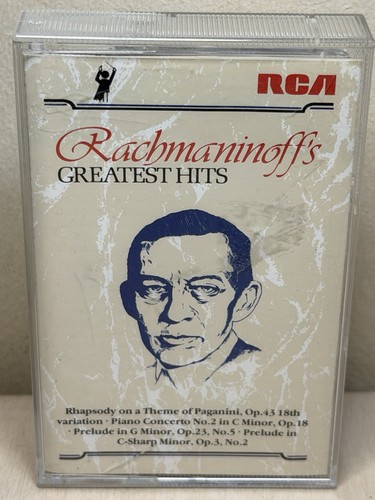 RCA
Rachmaninoff's
GREATEST HITS
Rhapsody on a Theme of Paganini, Op.43 18th
variation · Piano Concerto No.2 in C Minor, Op.18
· Prelude in G Minor, Op.23, No.5 · Prelude in
C-Sharp Minor, Op.3, No.2